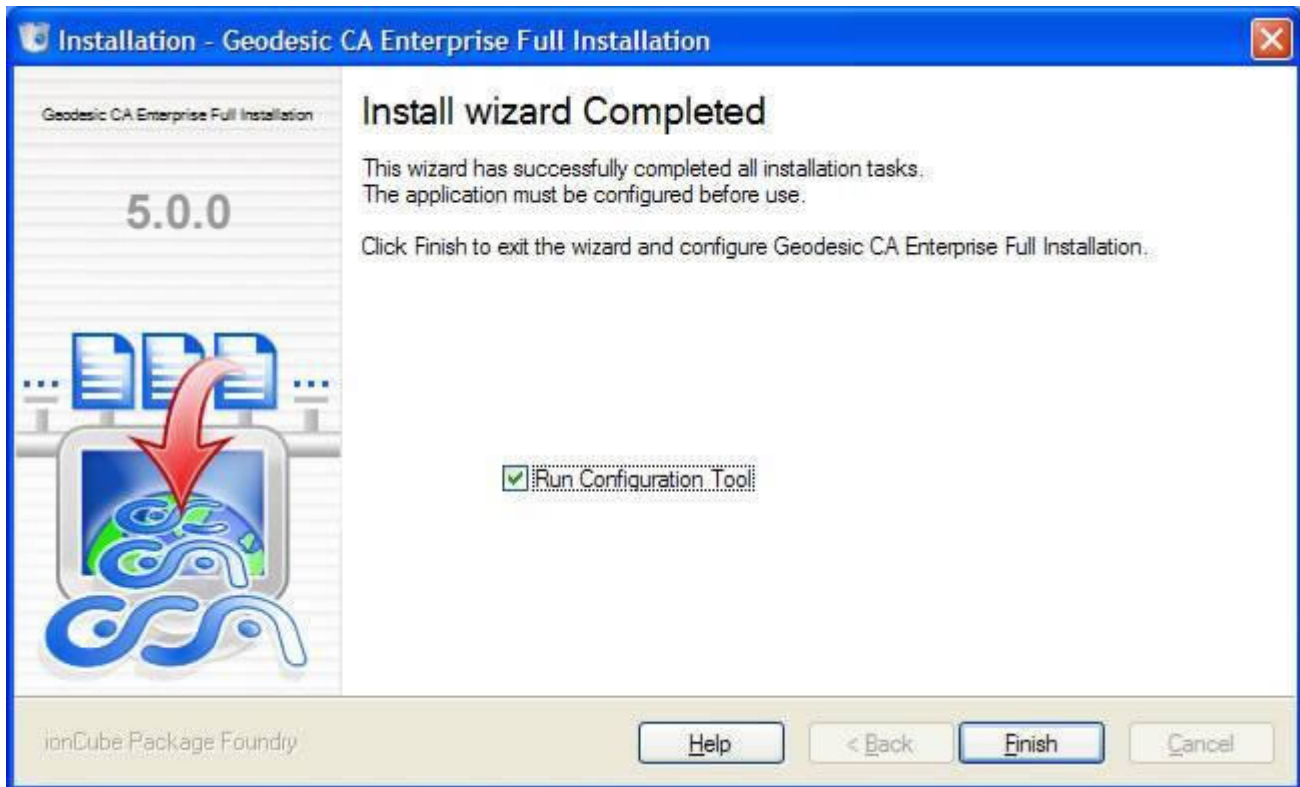 Installation - Geodesic CA Enterprise Full Installation
Geodesic CA Enterprise Full Installation
5.0.0
Install wizard Completed
This wizard has successfully completed all installation tasks.
The application must be configured before use.
Click Finish to exit the wizard and configure Geodesic CA Enterprise Full Installation.
Run Configuration Tool
ionCube Package Foundry
Help
< Back
Finish
Cancel